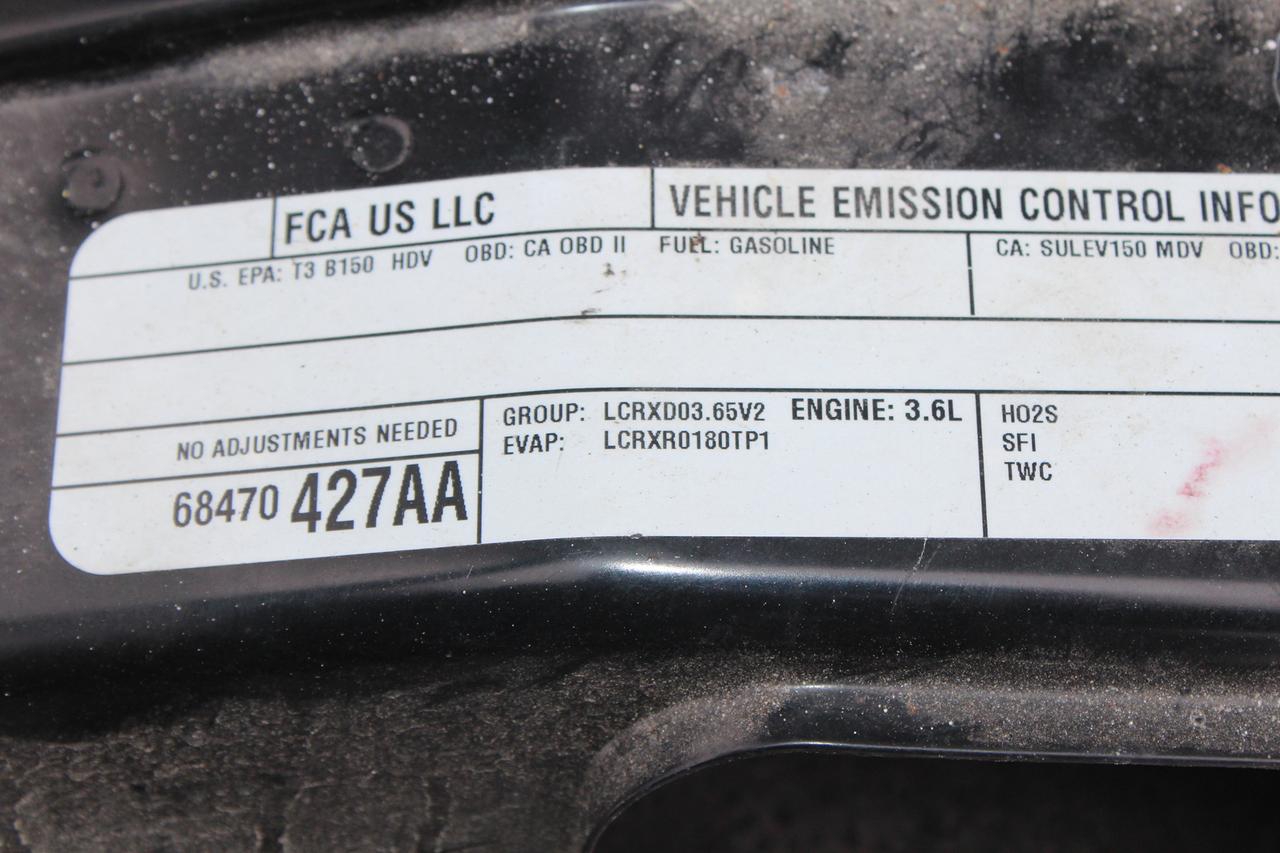 FCA US LLC
VEHICLE EMISSION CONTROL INFO
U.S. EPA: T3 B150 HDV OBD: CA OBD II FUEL: GASOLINE
CA: SULEV150 MDV OBD:
NO ADJUSTMENTS NEEDED
68470 427AA
GROUP: LCRXD03.65V2 ENGINE: 3.6L
EVAP: LCRXR0180TP1
HO2S
SFI
TWC